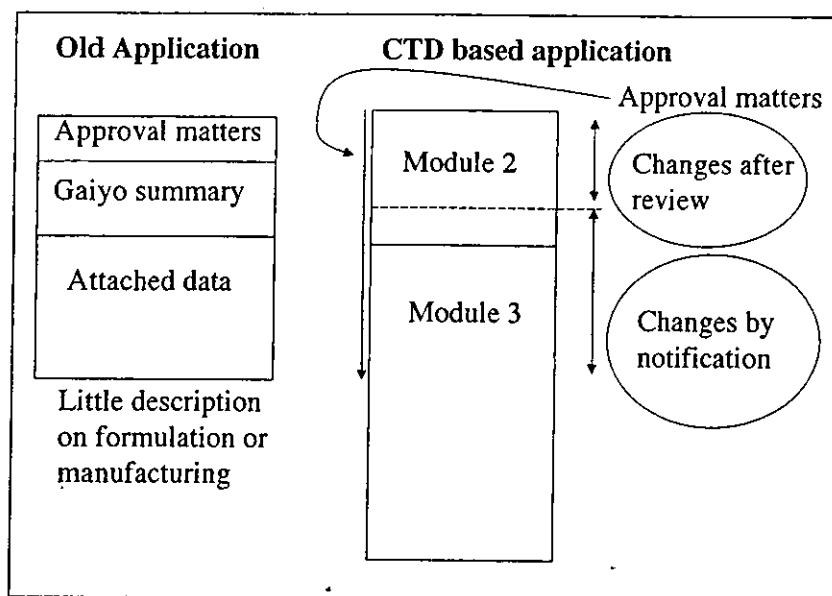 Old Application
CTD based application
Approval matters
Gaiyo summary
Attached data
Little description
on formulation or
manufacturing
Module 2
Module 3
Approval matters
Changes after
review
Changes by
notification